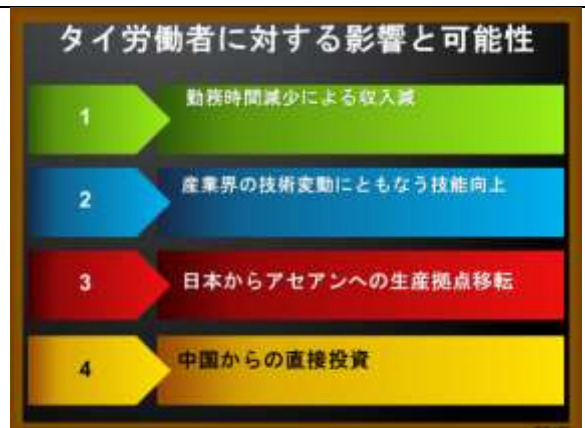 タイ労働者に対する影響と可能性
1
勤務時間減少による収入減
2
産業界の技術変動にともなう技能向上
3
日本からアセアンへの生産拠点移転
4
中国からの直接投資